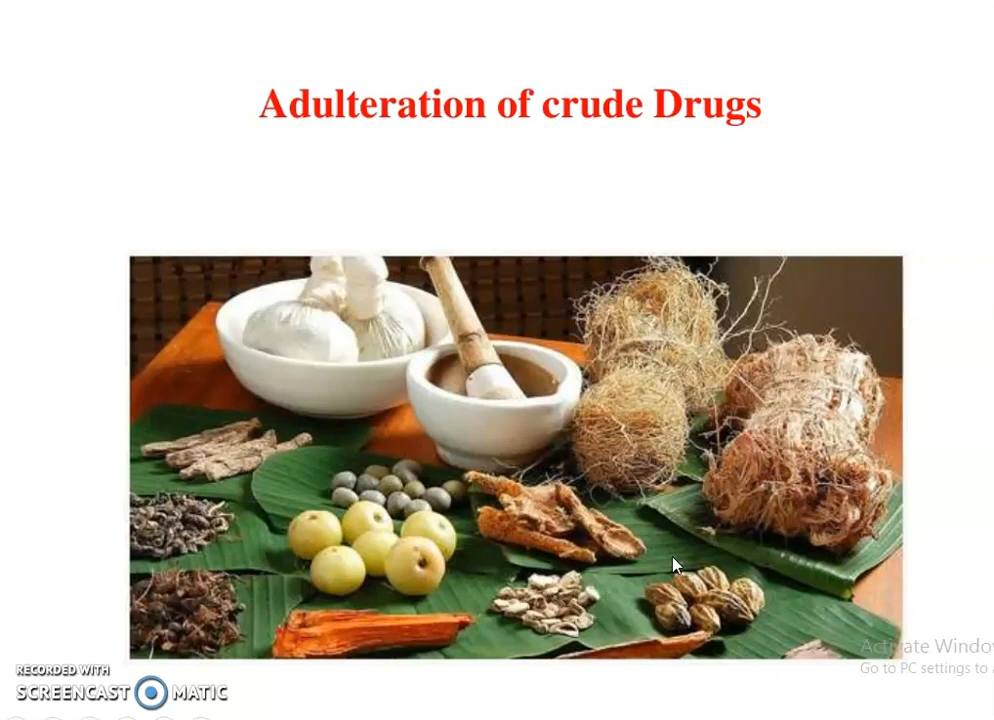 Adulteration of crude Drugs
Activate Windo
Go to PC settings to
RECORDED WITH
SCREENCAST MATIC